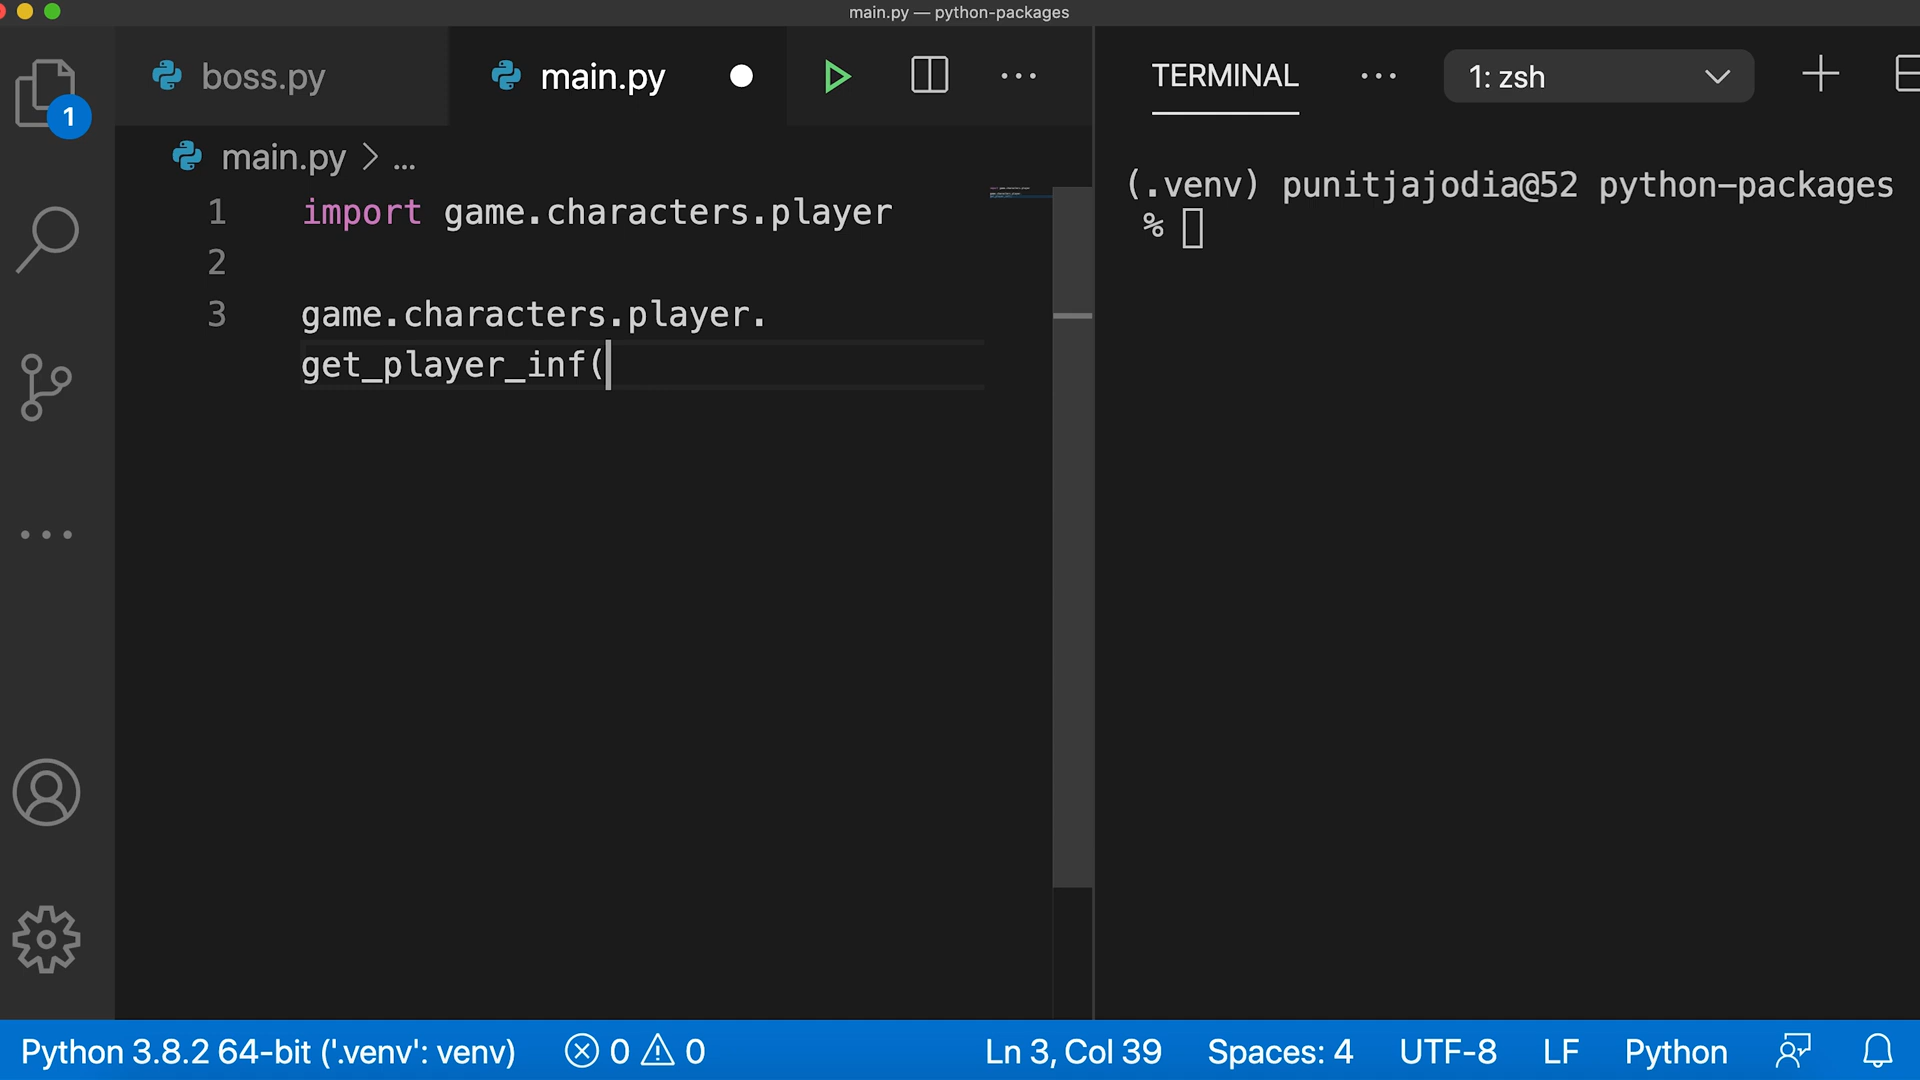 main.py — python-packages
boss.py
main.py
TERMINAL
1: zsh
1
main.py > ...
1 import game.characters.player
2
3 game.characters.player.
get_player_inf(
(.venv) punitjajodia@52 python-packages
%
Python 3.8.2 64-bit ('.venv': venv) 0 0 Ln 3, Col 39 Spaces: 4 UTF-8 LF Python